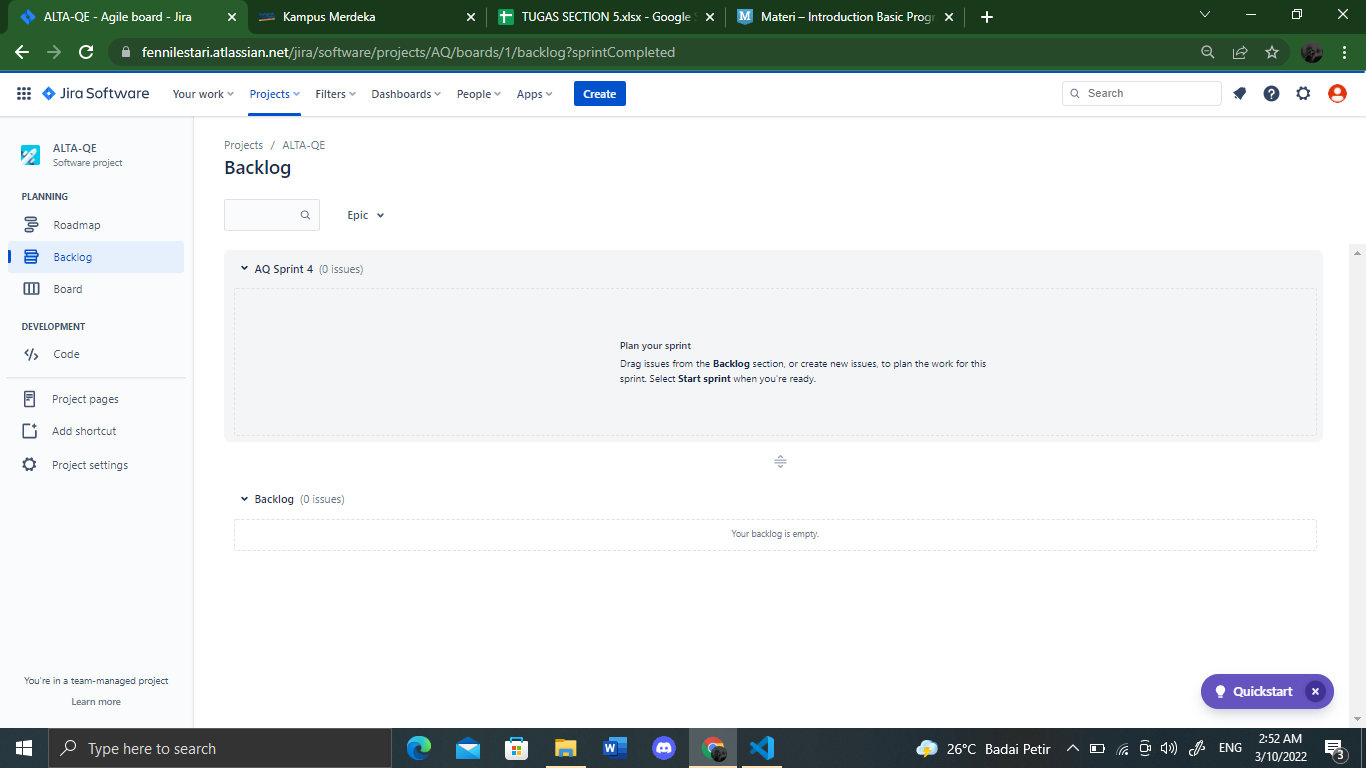 ALTA-QE - Agile board - Jira
Kampus Merdeka
TUGAS SECTION 5.xlsx - Google S
Materi – Introduction Basic Progr
fennilestari.atlassian.net/jira/software/projects/AQ/boards/1/backlog?sprintCompleted
Jira Software
Your work
Projects
Filters
Dashboards
People
Apps
Create
Search
ALTA-QE
Software project
PLANNING
Roadmap
Backlog
Board
DEVELOPMENT
Code
Project pages
Add shortcut
Project settings
You're in a team-managed project
Learn more
Projects / ALTA-QE
Backlog
Epic
AQ Sprint 4 (0 issues)
Plan your sprint
Drag issues from the Backlog section, or create new issues, to plan the work for this
sprint. Select Start sprint when you're ready.
Backlog (0 issues)
Your backlog is empty.
Quickstart
Type here to search
26°C Badai Petir
ENG
2:52 AM
3/10/2022
3